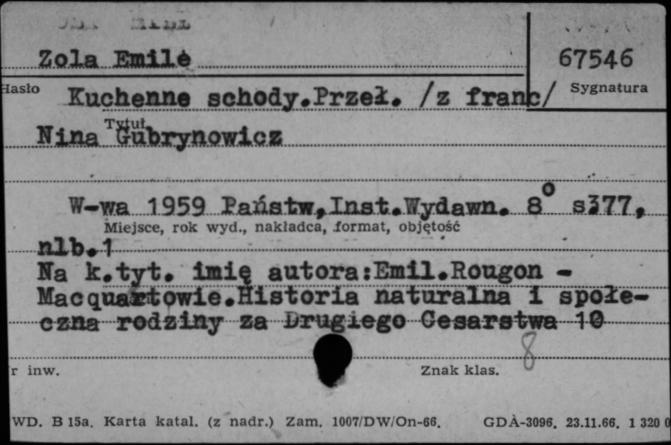 Zola Emilė
67546
Hasło
Sygnatura
Kuchenne schody.Przeł. /z franc/
Tytuł
Nina Gubrynowicz
W-wa 1959 Państw,Inst.Wydawn. 8° s377,
Miejsce, rok wyd., nakładca, format, objętość
nlb.1
Na k.tyt. imię autora:Emil.Rougon -
Macquartowie.Historia naturalna i społe-
czna rodziny za Drugiego Cesarstwa 10
8
r inw.
Znak klas.
WD. B 15a. Karta katal. (z nadr.) Zam. 1007/DW/On-66. GDA-3096. 23.11.66. 1 320